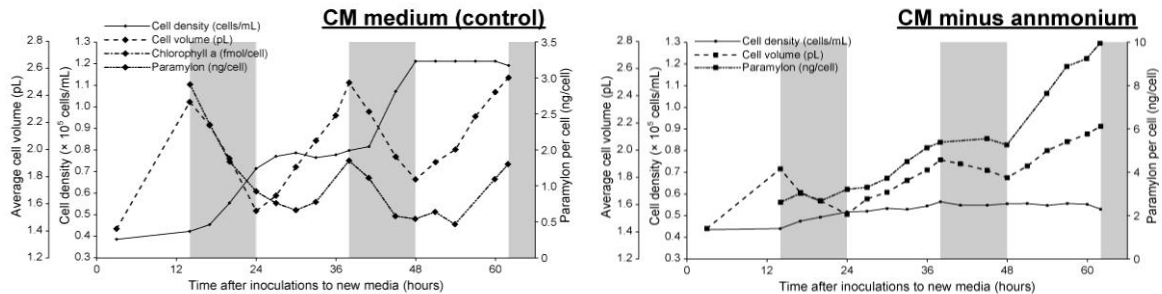 CM medium (control)
Cell density (cells/mL)
Cell volume (pL)
Chlorophyll a (fmol/cell)
Paramylon (ng/cell)
Average cell volume (pL)
2.8
2.6
2.4
2.2
2.0
1.8
1.6
1.4
1.2
Cell density (× 10⁵ cells/mL)
1.3
1.2
1.1
1.0
0.9
0.8
0.7
0.6
0.5
0.4
0.3
3.5
3.0
2.5
2.0
1.5
1.0
0.5
0
Paramylon per cell (ng/cell)
0 12 24 36 48 60
Time after inoculations to new media (hours)
CM minus annmonium
Cell density (cells/mL)
Cell volume (pL)
Paramylon (ng/cell)
Average cell volume (pL)
2.8
2.6
2.4
2.2
2.0
1.8
1.6
1.4
1.2
Cell density (× 10⁵ cells/mL)
1.3
1.2
1.1
1.0
0.9
0.8
0.7
0.6
0.5
0.4
0.3
10
8
6
4
2
0
Paramylon per cell (ng/cell)
0 12 24 36 48 60
Time after inoculations to new media (hours)